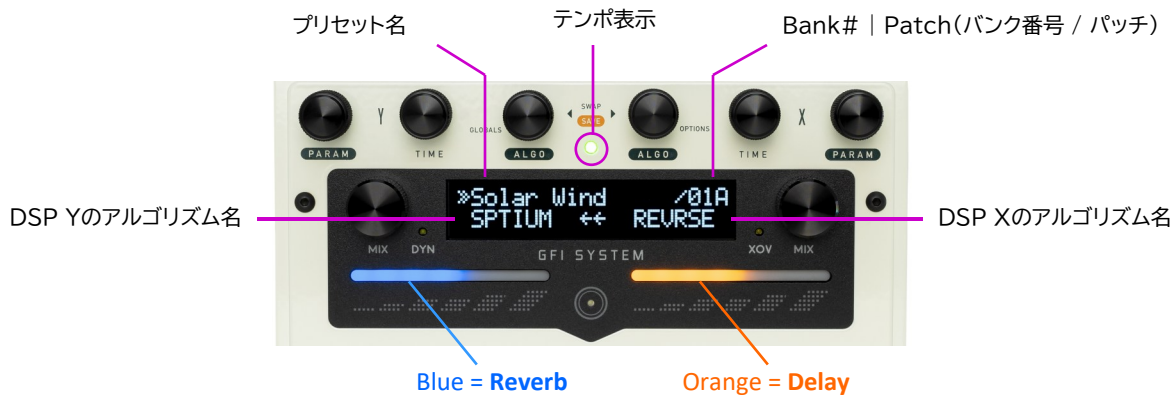 プリセット名
テンポ表示
Bank#｜Patch（バンク番号 / パッチ）
SWAP
SAVE
Y
X
GLOBALS
OPTIONS
PARAM
TIME
ALGO
ALGO
TIME
PARAM
DSP Yのアルゴリズム名
»Solar Wind /01A
SPTIUM ←← REVRSE
DSP Xのアルゴリズム名
MIX
DYN
XOV
MIX
GFI SYSTEM
Blue = Reverb
Orange = Delay